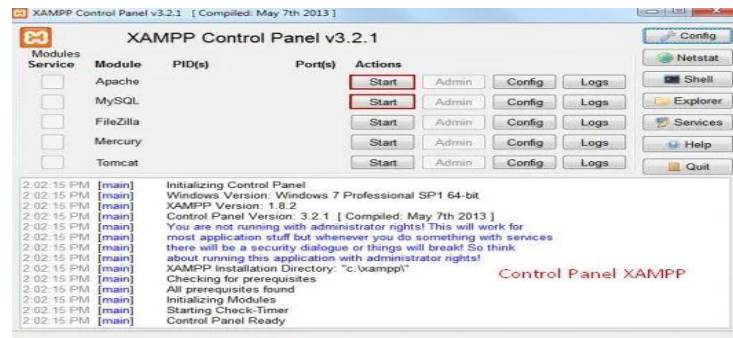 XAMPP Control Panel v3.2.1 [ Compiled: May 7th 2013 ]
XAMPP Control Panel v3.2.1
Config
Modules
Service Module PID(s) Port(s) Actions
Netstat
Apache Start Admin Config Logs
Shell
MySQL Start Admin Config Logs
Explorer
FileZilla Start Admin Config Logs
Services
Mercury Start Admin Config Logs
Help
Tomcat Start Admin Config Logs
Quit
2:02:15 PM [main] Initializing Control Panel
2:02:15 PM [main] Windows Version: Windows 7 Professional SP1 64-bit
2:02:15 PM [main] XAMPP Version: 1.8.2
2:02:15 PM [main] Control Panel Version: 3.2.1 [ Compiled: May 7th 2013 ]
2:02:15 PM [main] You are not running with administrator rights! This will work for
2:02:15 PM [main] most application stuff but whenever you do something with services
2:02:15 PM [main] there will be a security dialogue or things will break! So think
2:02:15 PM [main] about running this application with administrator rights!
2:02:15 PM [main] XAMPP Installation Directory: "c:\xampp\"
2:02:15 PM [main] Checking for prerequisites
2:02:15 PM [main] All prerequisites found
2:02:15 PM [main] Initializing Modules
2:02:15 PM [main] Starting Check-Timer
2:02:15 PM [main] Control Panel Ready
Control Panel XAMPP